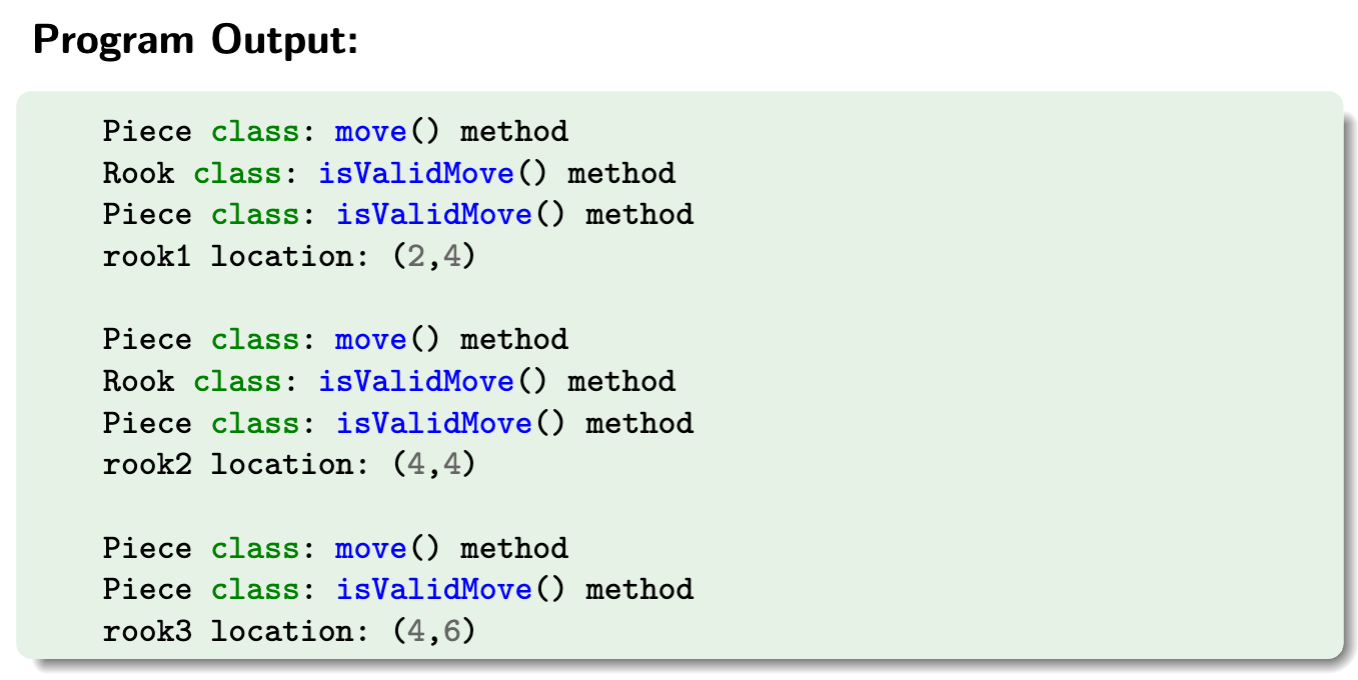 Program Output:
Piece class: move() method
Rook class: isValidMove() method
Piece class: isValidMove() method
rook1 location: (2,4)
Piece class: move() method
Rook class: isValidMove() method
Piece class: isValidMove() method
rook2 location: (4,4)
Piece class: move() method
Piece class: isValidMove() method
rook3 location: (4,6)